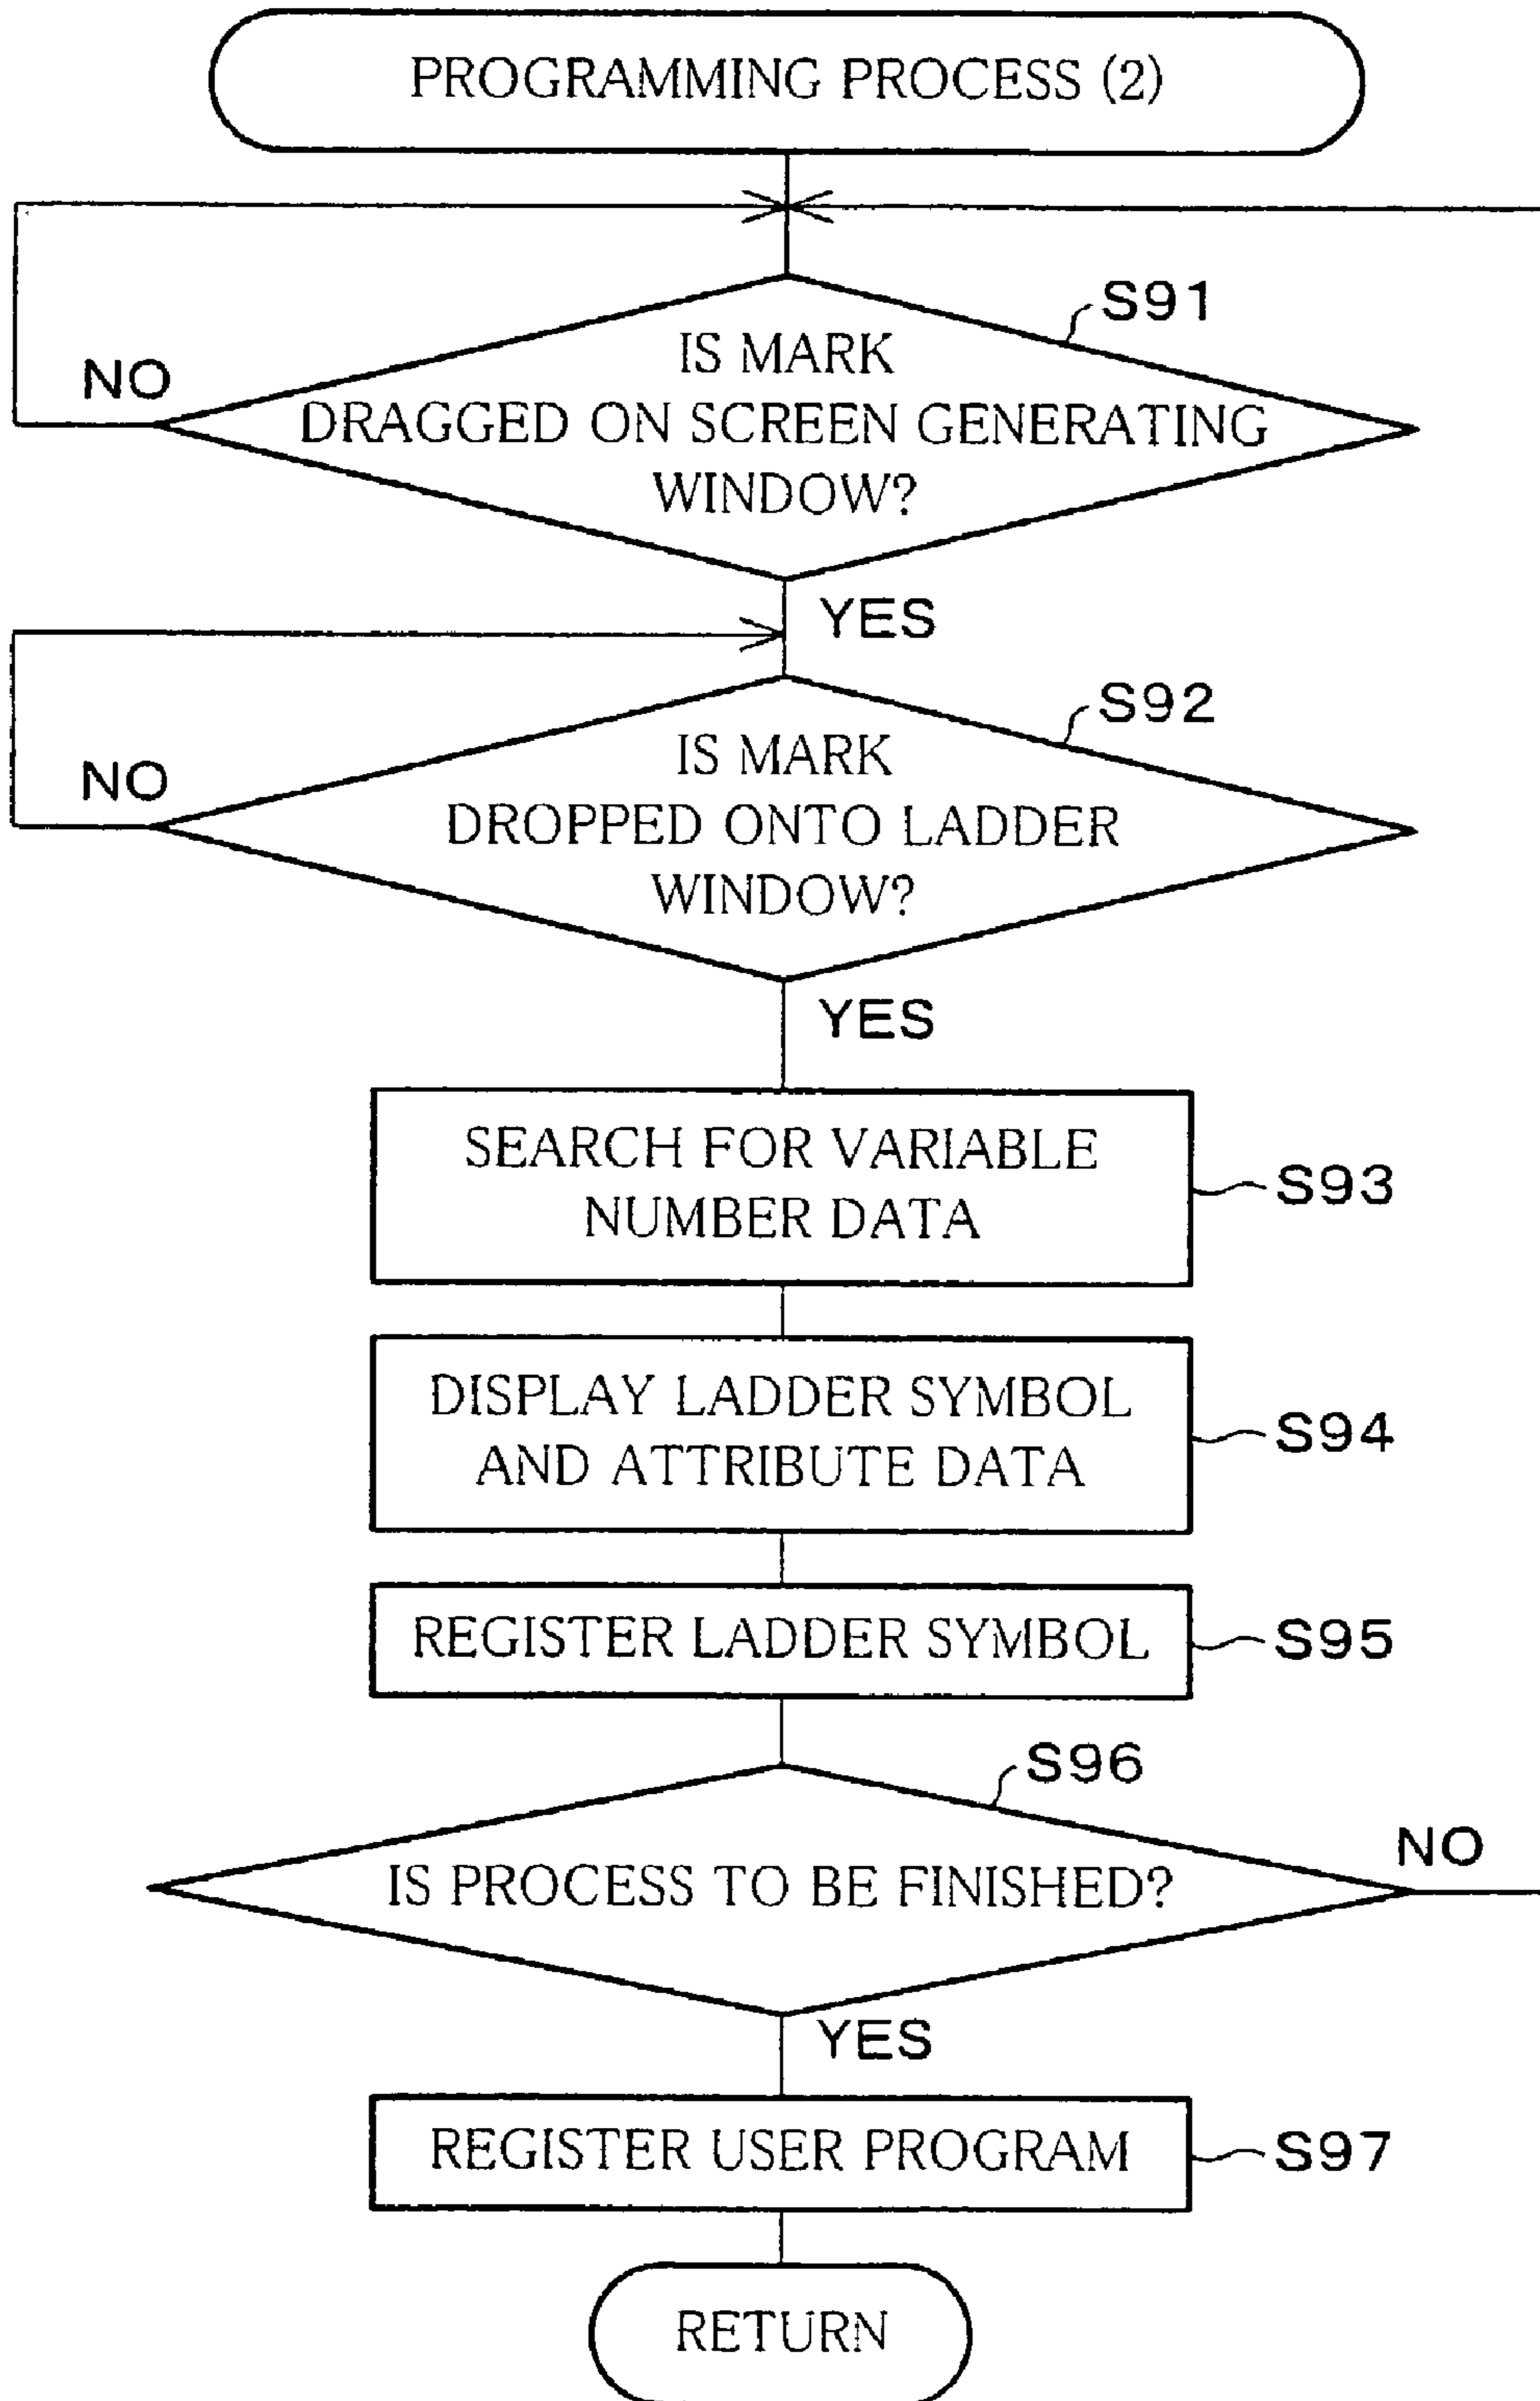 PROGRAMMING PROCESS (2)
S91
IS MARK
NO
DRAGGED ON SCREEN GENERATING
WINDOW?
YES
S92
IS MARK
NO
DROPPED ONTO LADDER
WINDOW?
YES
SEARCH FOR VARIABLE
NUMBER DATA
S93
DISPLAY LADDER SYMBOL
AND ATTRIBUTE DATA
S94
REGISTER LADDER SYMBOL
S95
S96
NO
IS PROCESS TO BE FINISHED?
YES
REGISTER USER PROGRAM
S97
RETURN